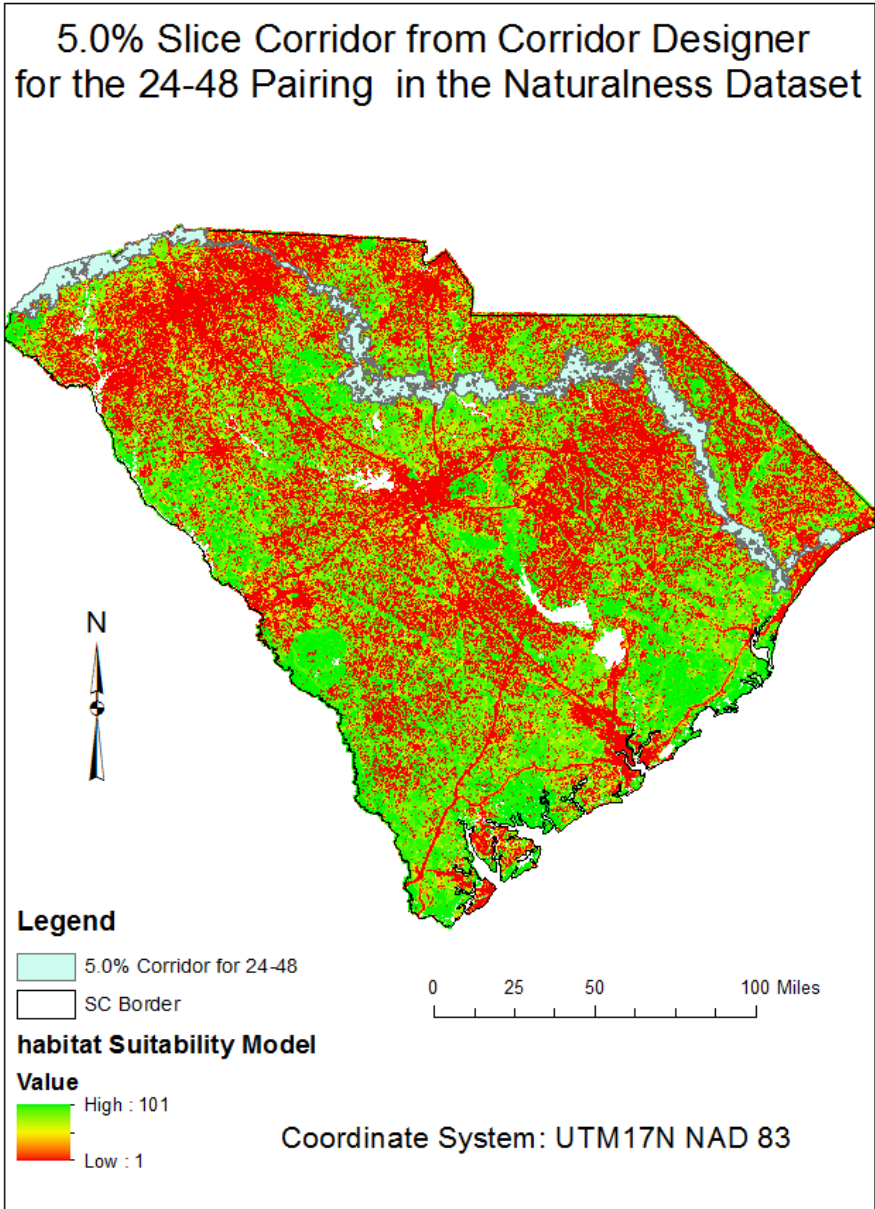 5.0% Slice Corridor from Corridor Designer
for the 24-48 Pairing in the Naturalness Dataset
N
Legend
5.0% Corridor for 24-48
SC Border
0 25 50 100 Miles
habitat Suitability Model
Value
High : 101
Low : 1
Coordinate System: UTM17N NAD 83